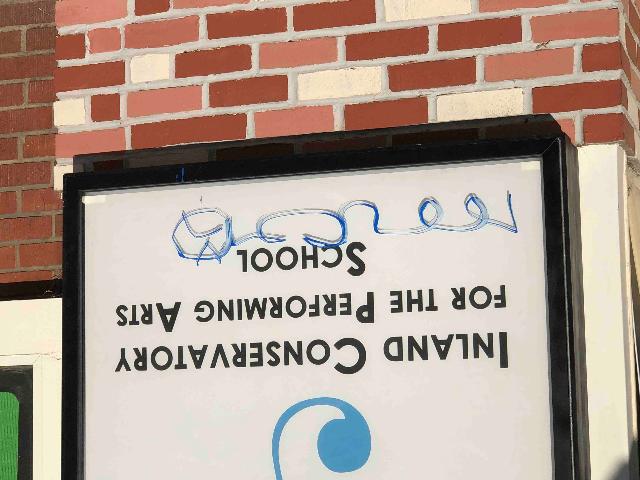 INLAND CONSERVATORY
FOR THE PERFORMING ARTS
SCHOOL